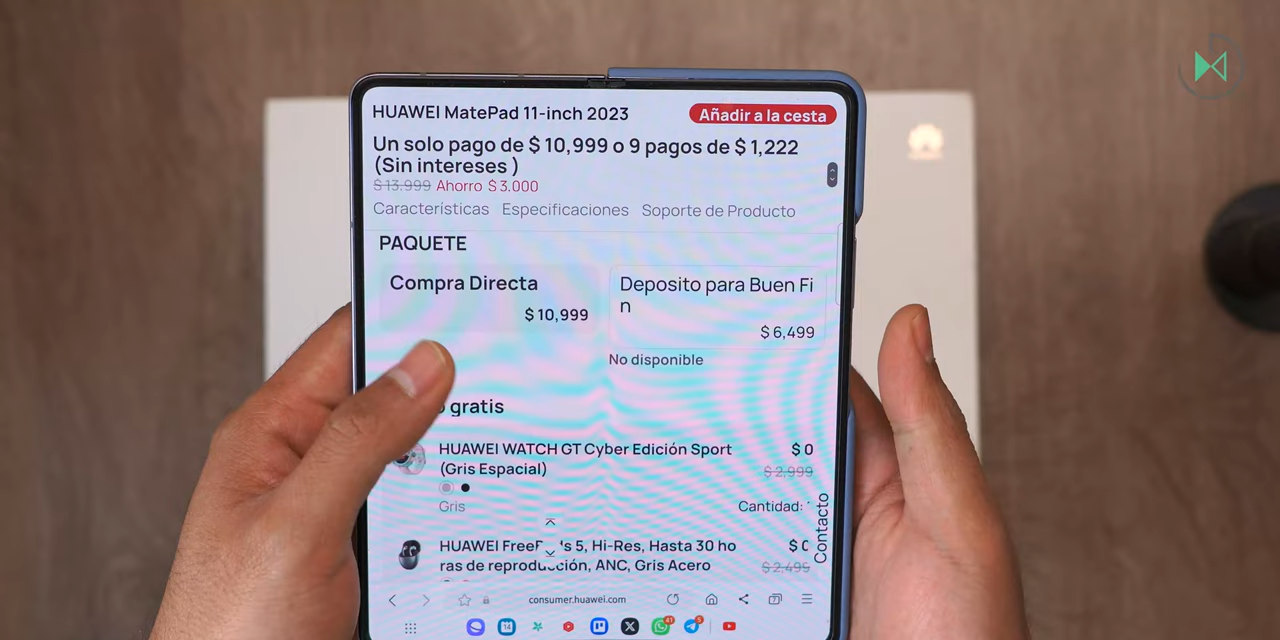 HUAWEI MatePad 11-inch 2023
Añadir a la cesta
Un solo pago de $ 10,999 o 9 pagos de $ 1,222
(Sin intereses )
$ 13.999 Ahorro $ 3.000
Características Especificaciones Soporte de Producto
PAQUETE
Compra Directa
$ 10,999
Deposito para Buen Fi
n
$ 6,499
No disponible
gratis
HUAWEI WATCH GT Cyber Edición Sport
(Gris Espacial)
$ 0
$ 2,999
Gris
Cantidad:
Contacto
HUAWEI 5, Hi-Res, Hasta 30 ho
ras de reproducción, ANC, Gris Acero
$ 2,499
consumer.huawei.com
7
14
41
5